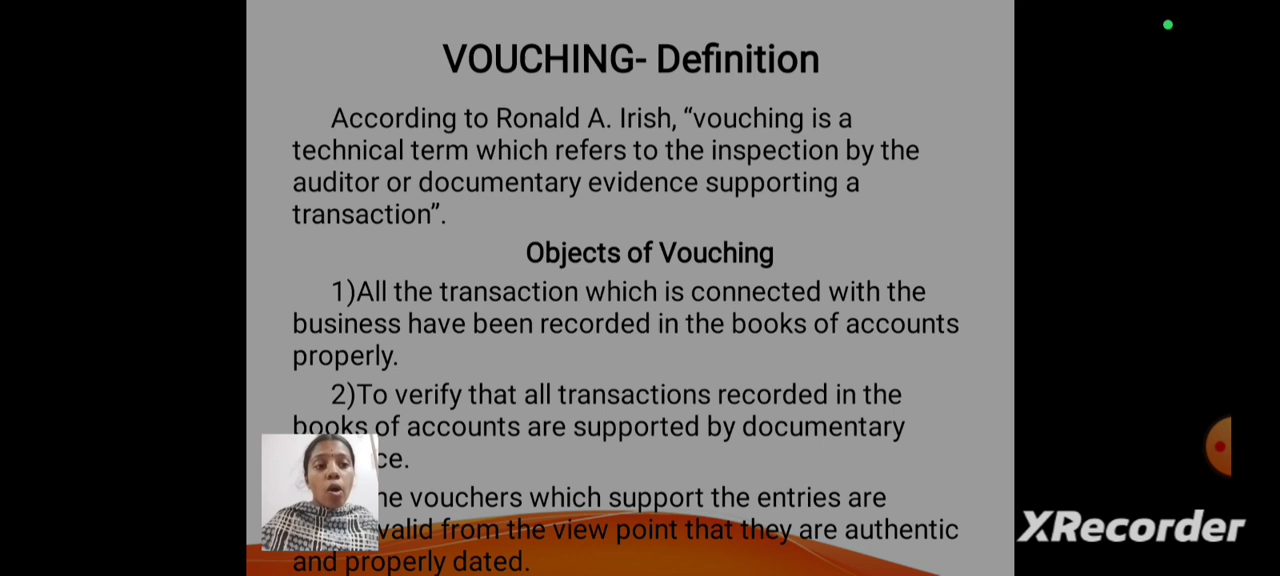 VOUCHING- Definition
According to Ronald A. Irish, “vouching is a
technical term which refers to the inspection by the
auditor or documentary evidence supporting a
transaction”.
Objects of Vouching
1)All the transaction which is connected with the
business have been recorded in the books of accounts
properly.
2)To verify that all transactions recorded in the
books of accounts are supported by documentary
ce.
he vouchers which support the entries are
valid from the view point that they are authentic
and properly dated.
XRecorder